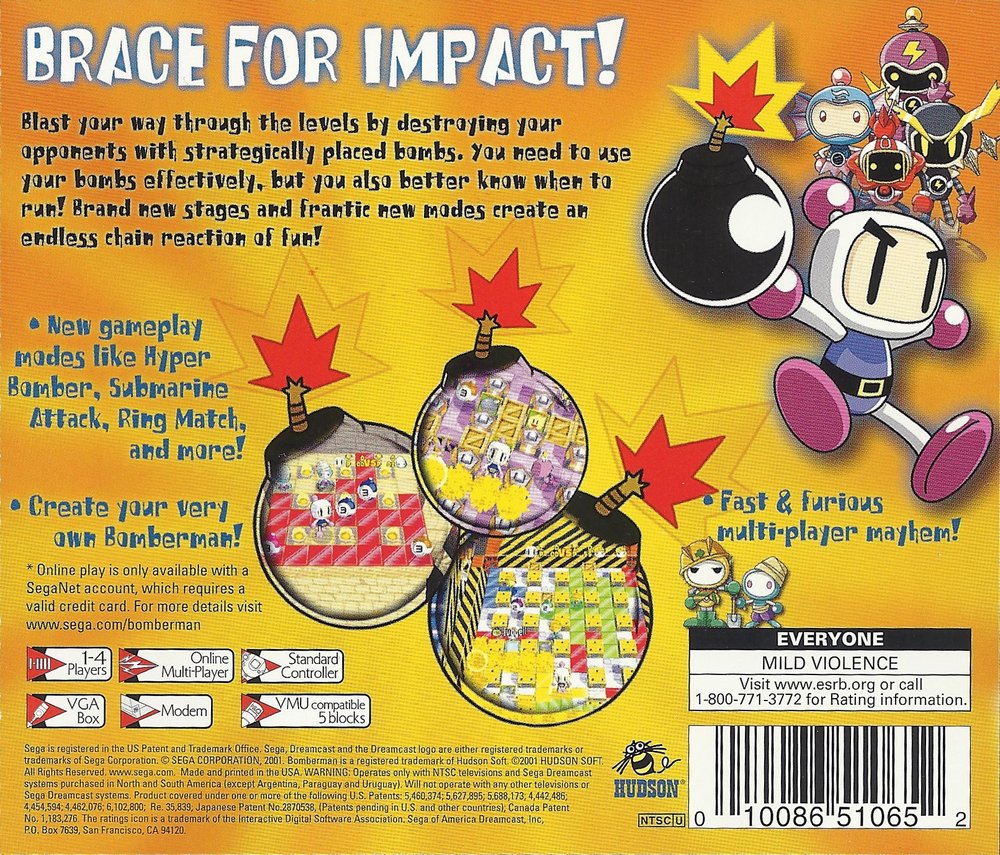 BRACE FOR IMPACT!
Blast your way through the levels by destroying your
opponents with strategically placed bombs. You need to use
your bombs effectively, but you also better know when to
run! Brand new stages and frantic new modes create an
endless chain reaction of fun!
• New gameplay
modes like Hyper
Bomber, Submarine
Attack, Ring Match,
and more!
• Create your very
own Bomberman!
• Fast & furious
multi-player mayhem!
* Online play is only available with a
SegaNet account, which requires a
valid credit card. For more details visit
www.sega.com/bomberman
1-4
Players
Online
Multi-Player
Standard
Controller
VGA
Box
Modem
VMU compatible
5 blocks
EVERYONE
MILD VIOLENCE
Visit www.esrb.org or call
1-800-771-3772 for Rating information.
Sega is registered in the US Patent and Trademark Office. Sega, Dreamcast and the Dreamcast logo are either registered trademarks or
trademarks of Sega Corporation. © SEGA CORPORATION, 2001. Bomberman is a registered trademark of Hudson Soft. ©2001 HUDSON SOFT.
All Rights Reserved. www.sega.com. Made and printed in the USA. WARNING: Operates only with NTSC televisions and Sega Dreamcast
systems purchased in North and South America (except Argentina, Paraguay and Uruguay). Will not operate with any other televisions or
Sega Dreamcast systems. Product covered under one or more of the following U.S. Patents: 5,460,374; 5,627,895; 5,688,173; 4,442,486;
4,454,594; 4,462,076; 6,102,800; Re. 35,839; Japanese Patent No.2870538, (Patents pending in U.S. and other countries); Canada Patent
No. 1,183,276. The ratings icon is a trademark of the Interactive Digital Software Association. Sega of America Dreamcast, Inc,
P.O. Box 7639, San Francisco, CA 94120.
HUDSON
NTSC U
0 10086 51065 2